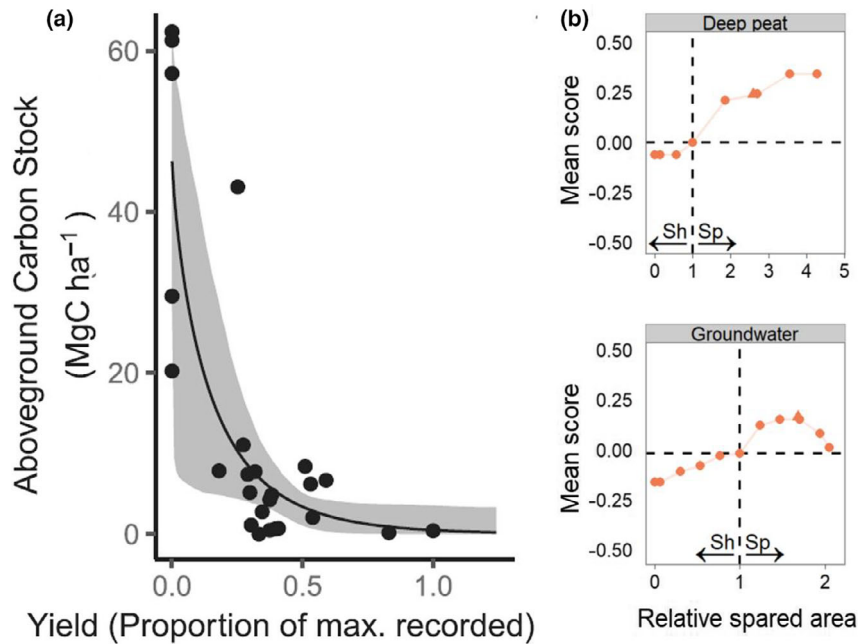 (a)
60
40
20
0
Aboveground Carbon Stock
(MgC ha⁻¹)
0.0 0.5 1.0
Yield (Proportion of max. recorded)
(b)
Deep peat
0.50
0.25
0.00
-0.25
-0.50
Mean score
Sh Sp
0 1 2 3 4 5
Groundwater
0.50
0.25
0.00
-0.25
-0.50
Mean score
Sh Sp
0 1 2
Relative spared area